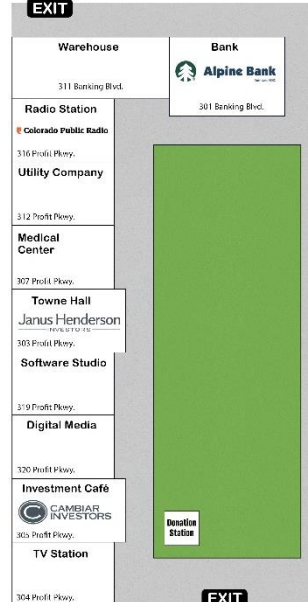 EXIT
Warehouse
311 Banking Blvd.
Bank
Alpine Bank
301 Banking Blvd.
Radio Station
Colorado Public Radio
316 Profit Pkwy.
Utility Company
312 Profit Pkwy.
Medical
Center
307 Profit Pkwy.
Towne Hall
Janus Henderson
INVESTORS
303 Profit Pkwy.
Software Studio
319 Profit Pkwy.
Digital Media
320 Profit Pkwy.
Investment Café
CAMBIAR
INVESTORS
305 Profit Pkwy.
Donation
Station
TV Station
304 Profit Pkwy.
EXIT